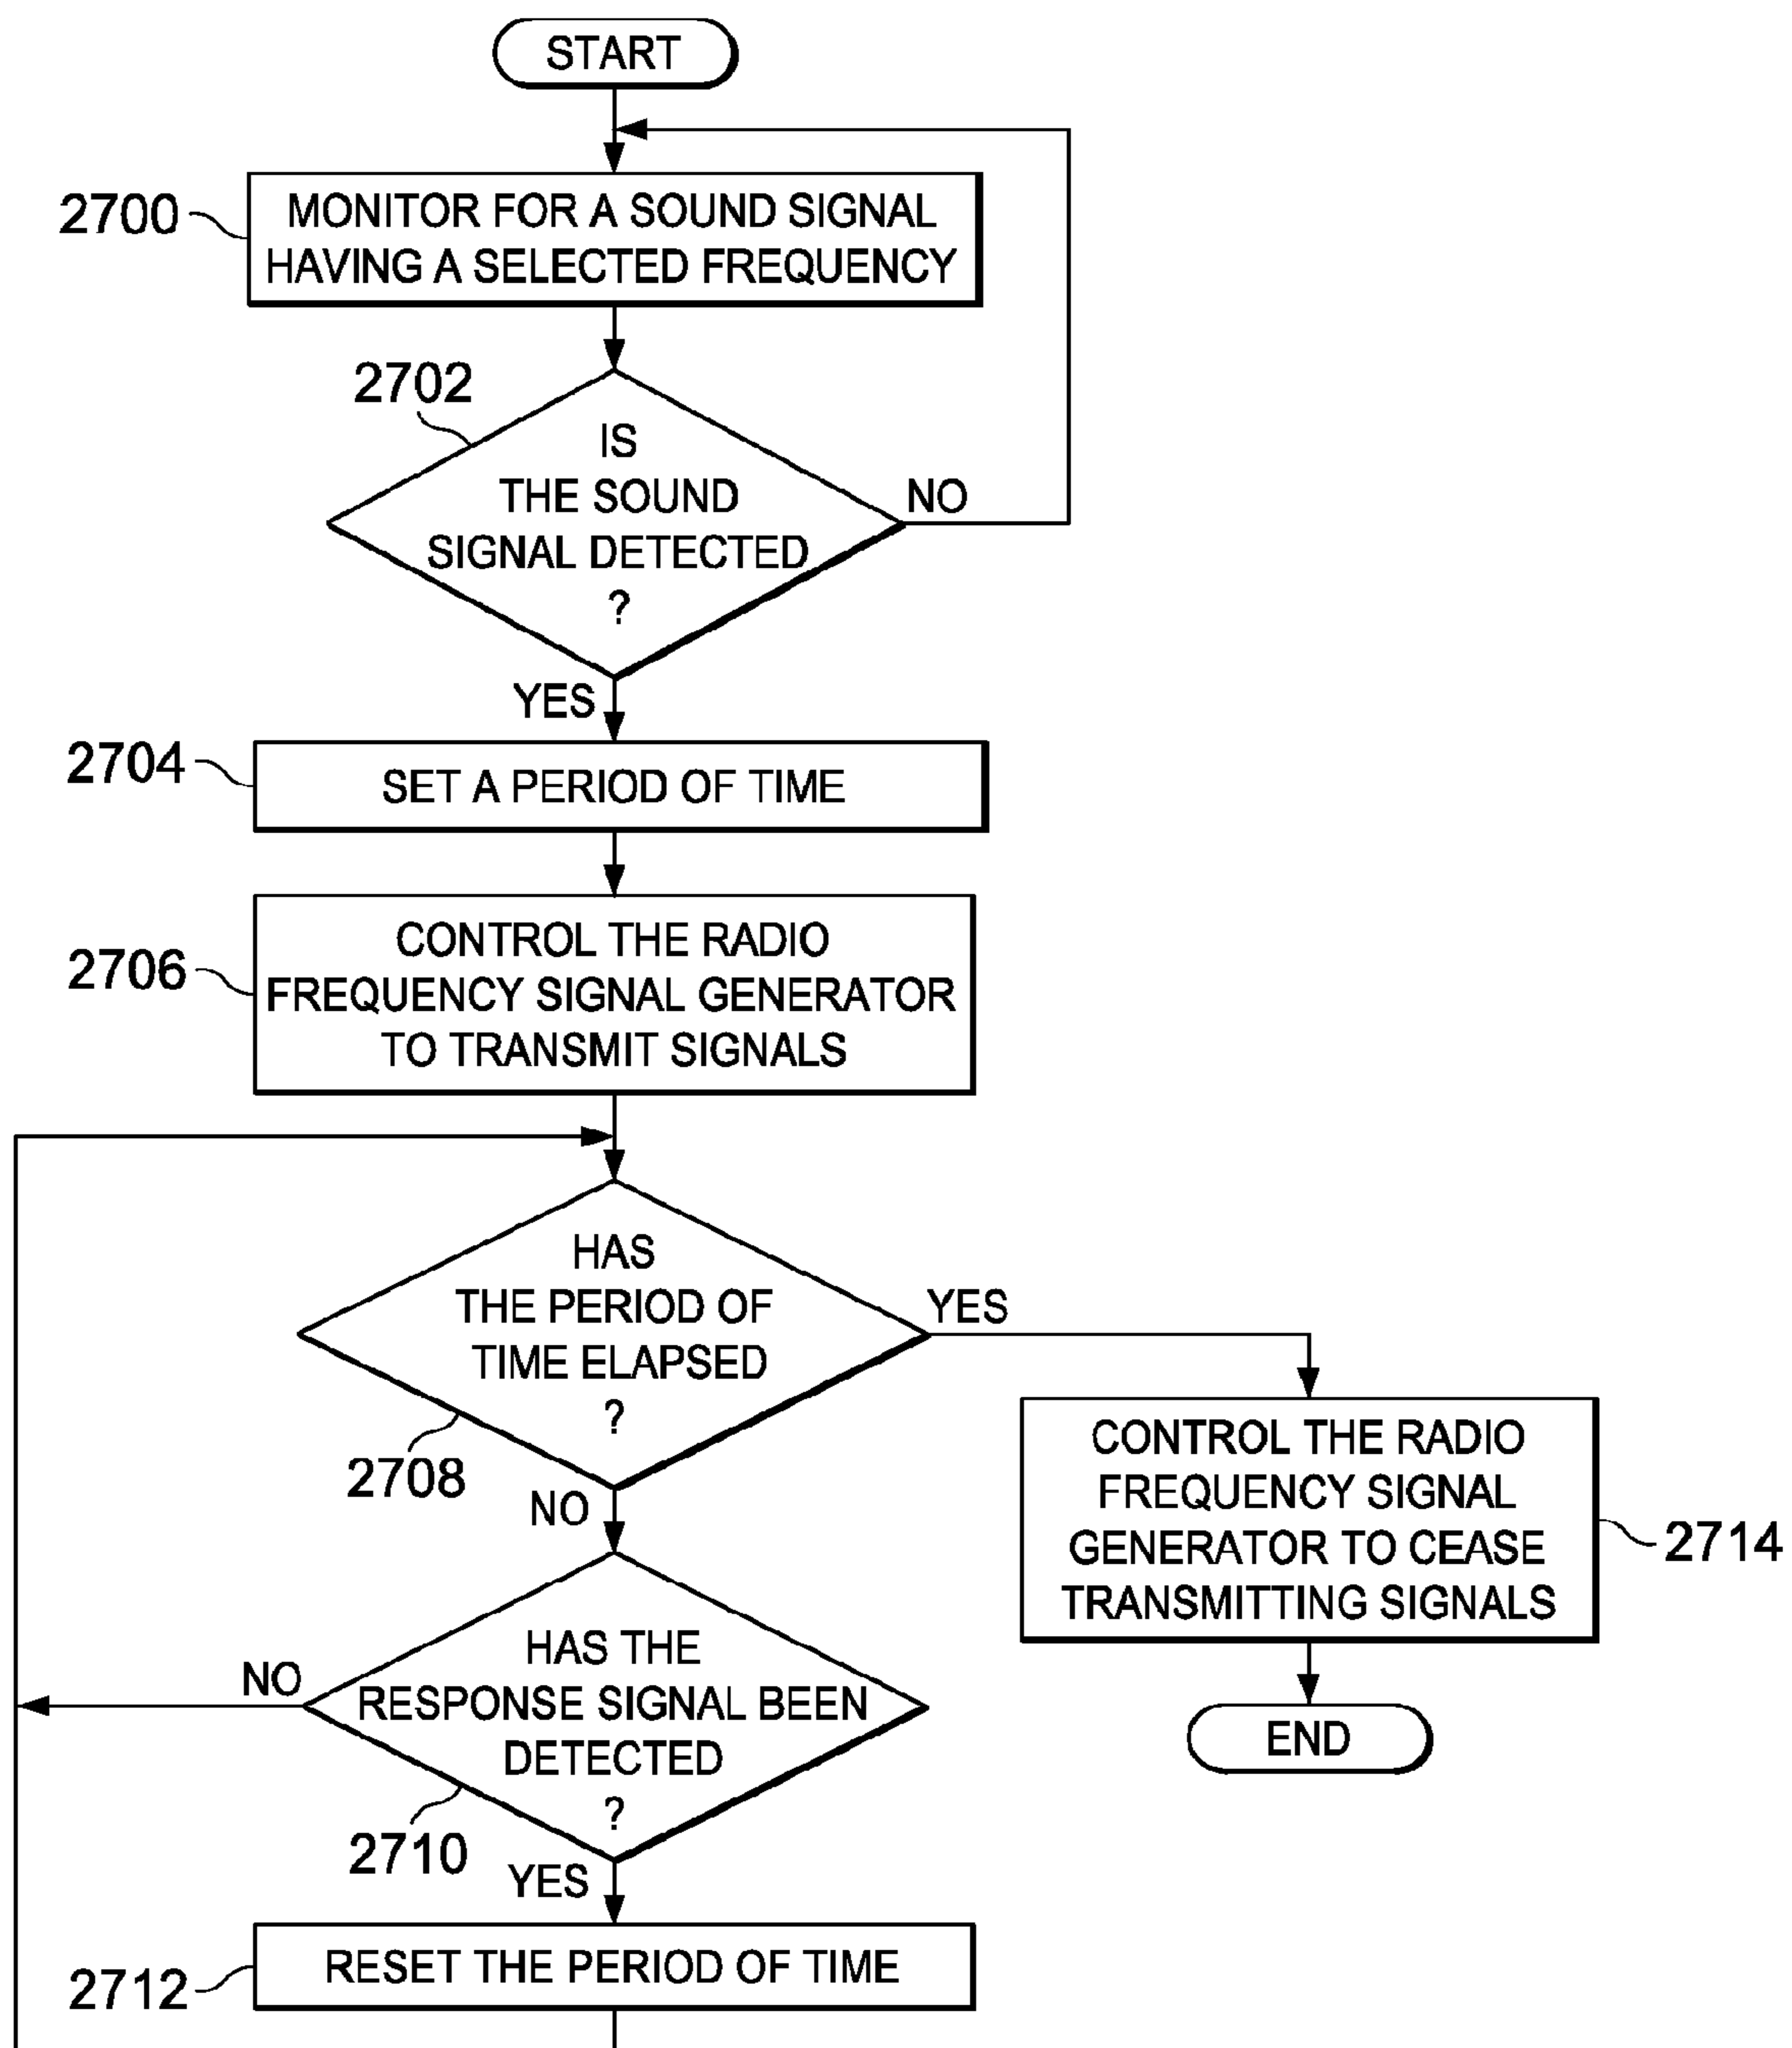 START
2700
MONITOR FOR A SOUND SIGNAL
HAVING A SELECTED FREQUENCY
2702
IS
THE SOUND
SIGNAL DETECTED
?
NO
YES
2704
SET A PERIOD OF TIME
2706
CONTROL THE RADIO
FREQUENCY SIGNAL GENERATOR
TO TRANSMIT SIGNALS
HAS
THE PERIOD OF
TIME ELAPSED
?
YES
2708
NO
CONTROL THE RADIO
FREQUENCY SIGNAL
GENERATOR TO CEASE
TRANSMITTING SIGNALS
2714
END
HAS THE
RESPONSE SIGNAL BEEN
DETECTED
?
NO
2710
YES
2712
RESET THE PERIOD OF TIME